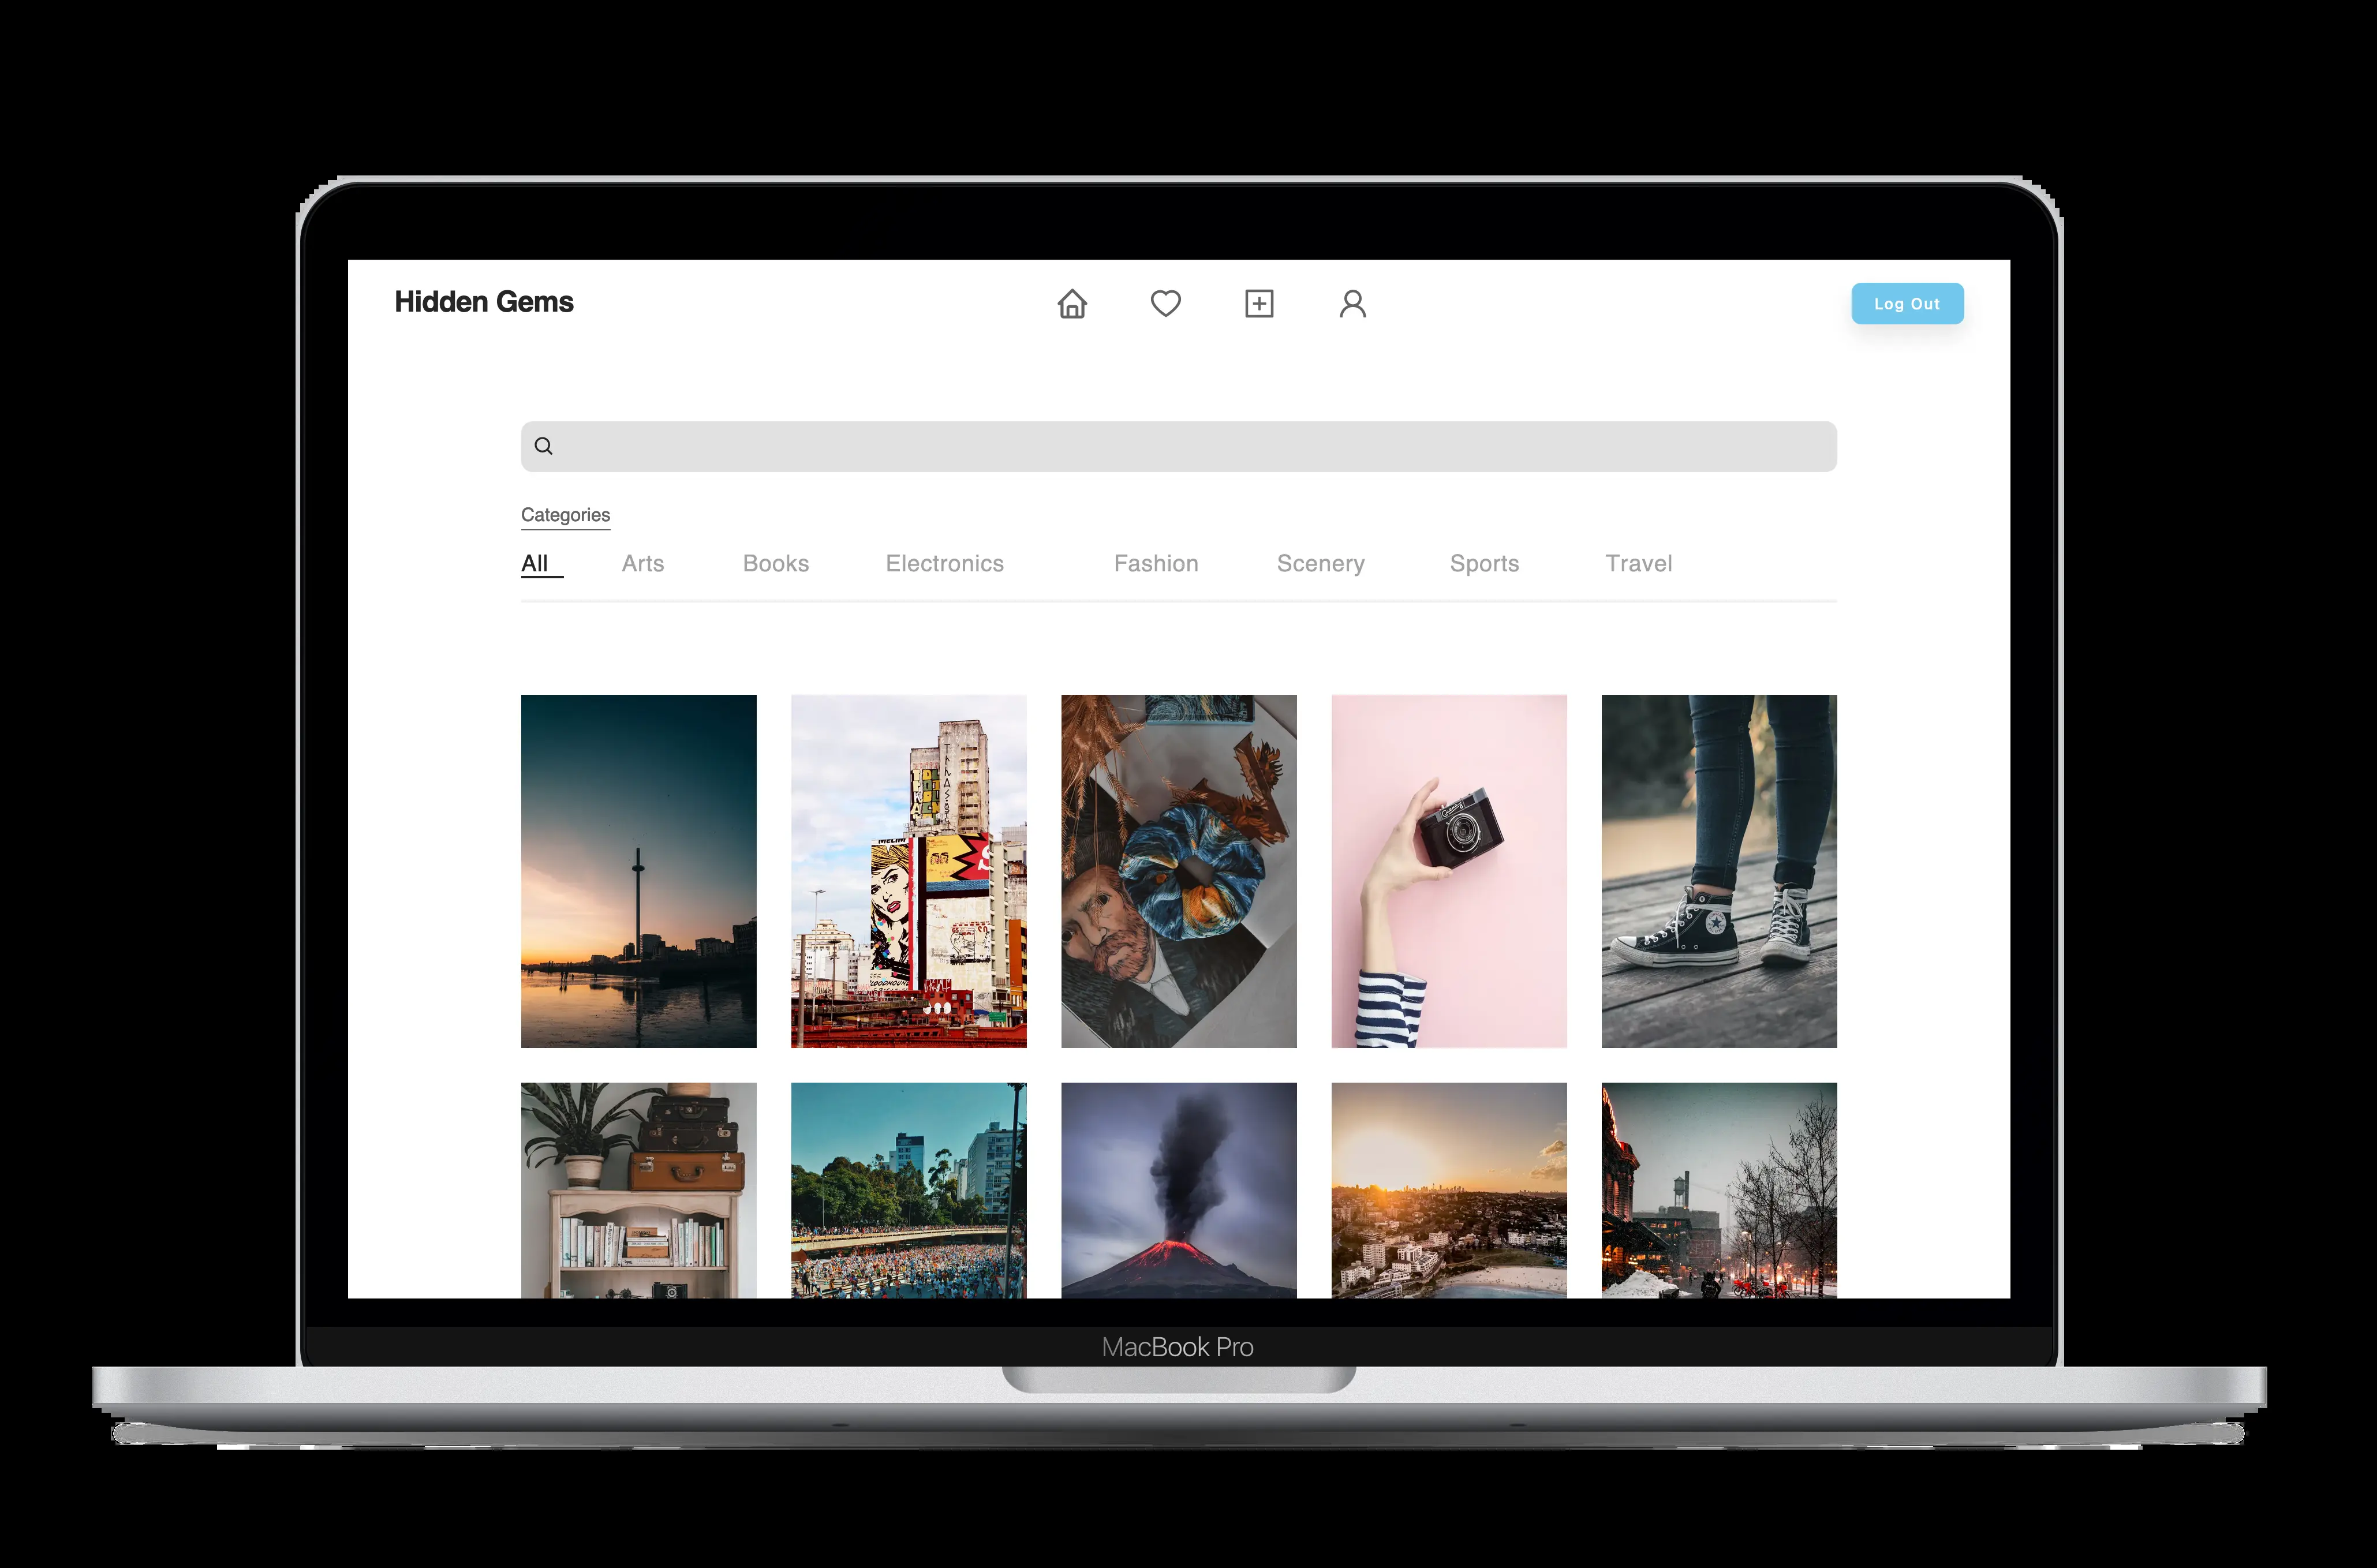 Hidden Gems
Log Out
Categories
All Arts Books Electronics Fashion Scenery Sports Travel
MacBook Pro